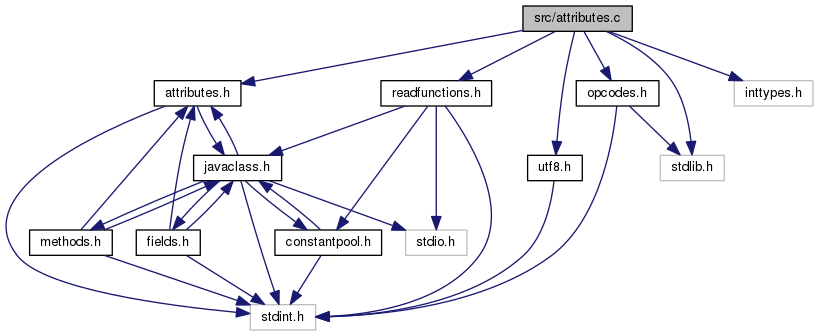 src/attributes.c
attributes.h
readfunctions.h
opcodes.h
inttypes.h
javaclass.h
utf8.h
stdlib.h
methods.h
fields.h
constantpool.h
stdio.h
stdint.h